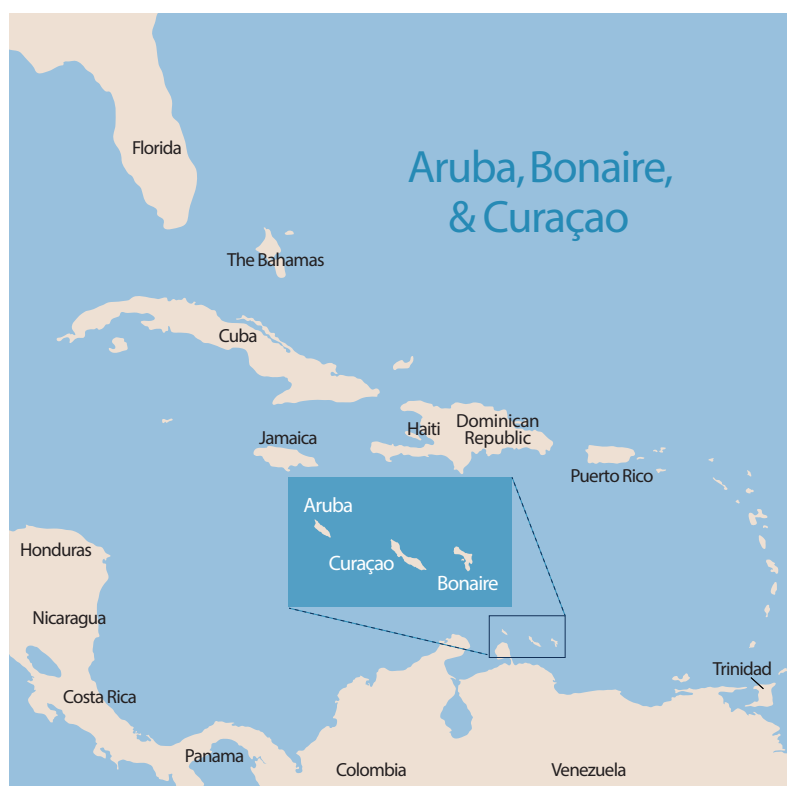 Aruba, Bonaire,
& Curaçao
Florida
The Bahamas
Cuba
Jamaica
Haiti
Dominican
Republic
Puerto Rico
Aruba
Curaçao
Bonaire
Honduras
Nicaragua
Costa Rica
Panama
Colombia
Venezuela
Trinidad